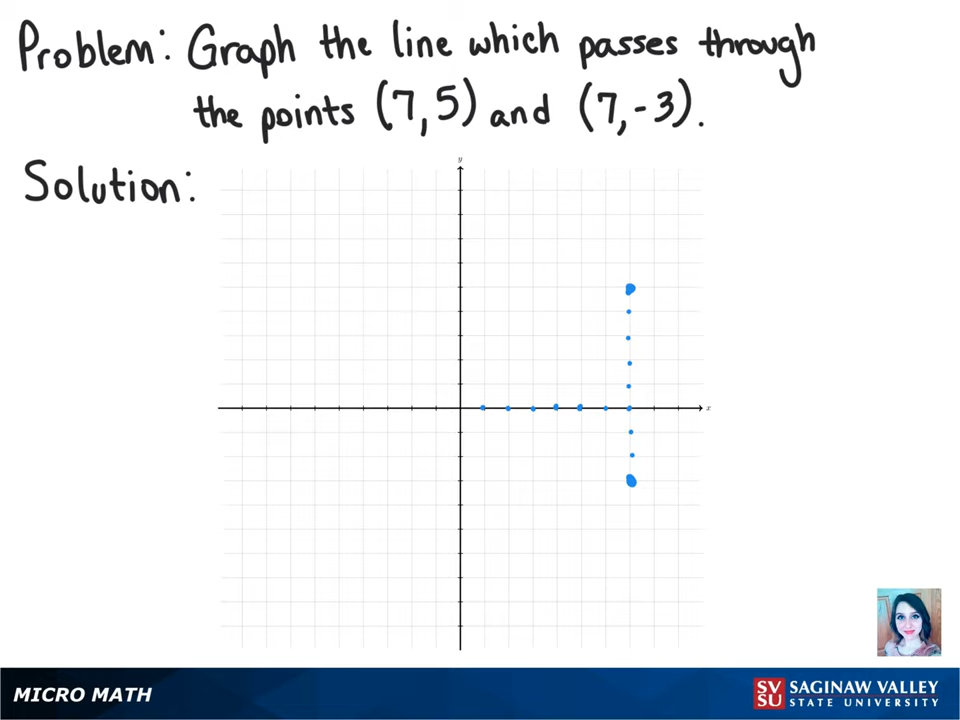 Problem: Graph the line which passes through
the points (7,5) and (7,-3).
Solution:
y
x
MICRO MATH
SV
SU
SAGINAW VALLEY
STATE UNIVERSITY